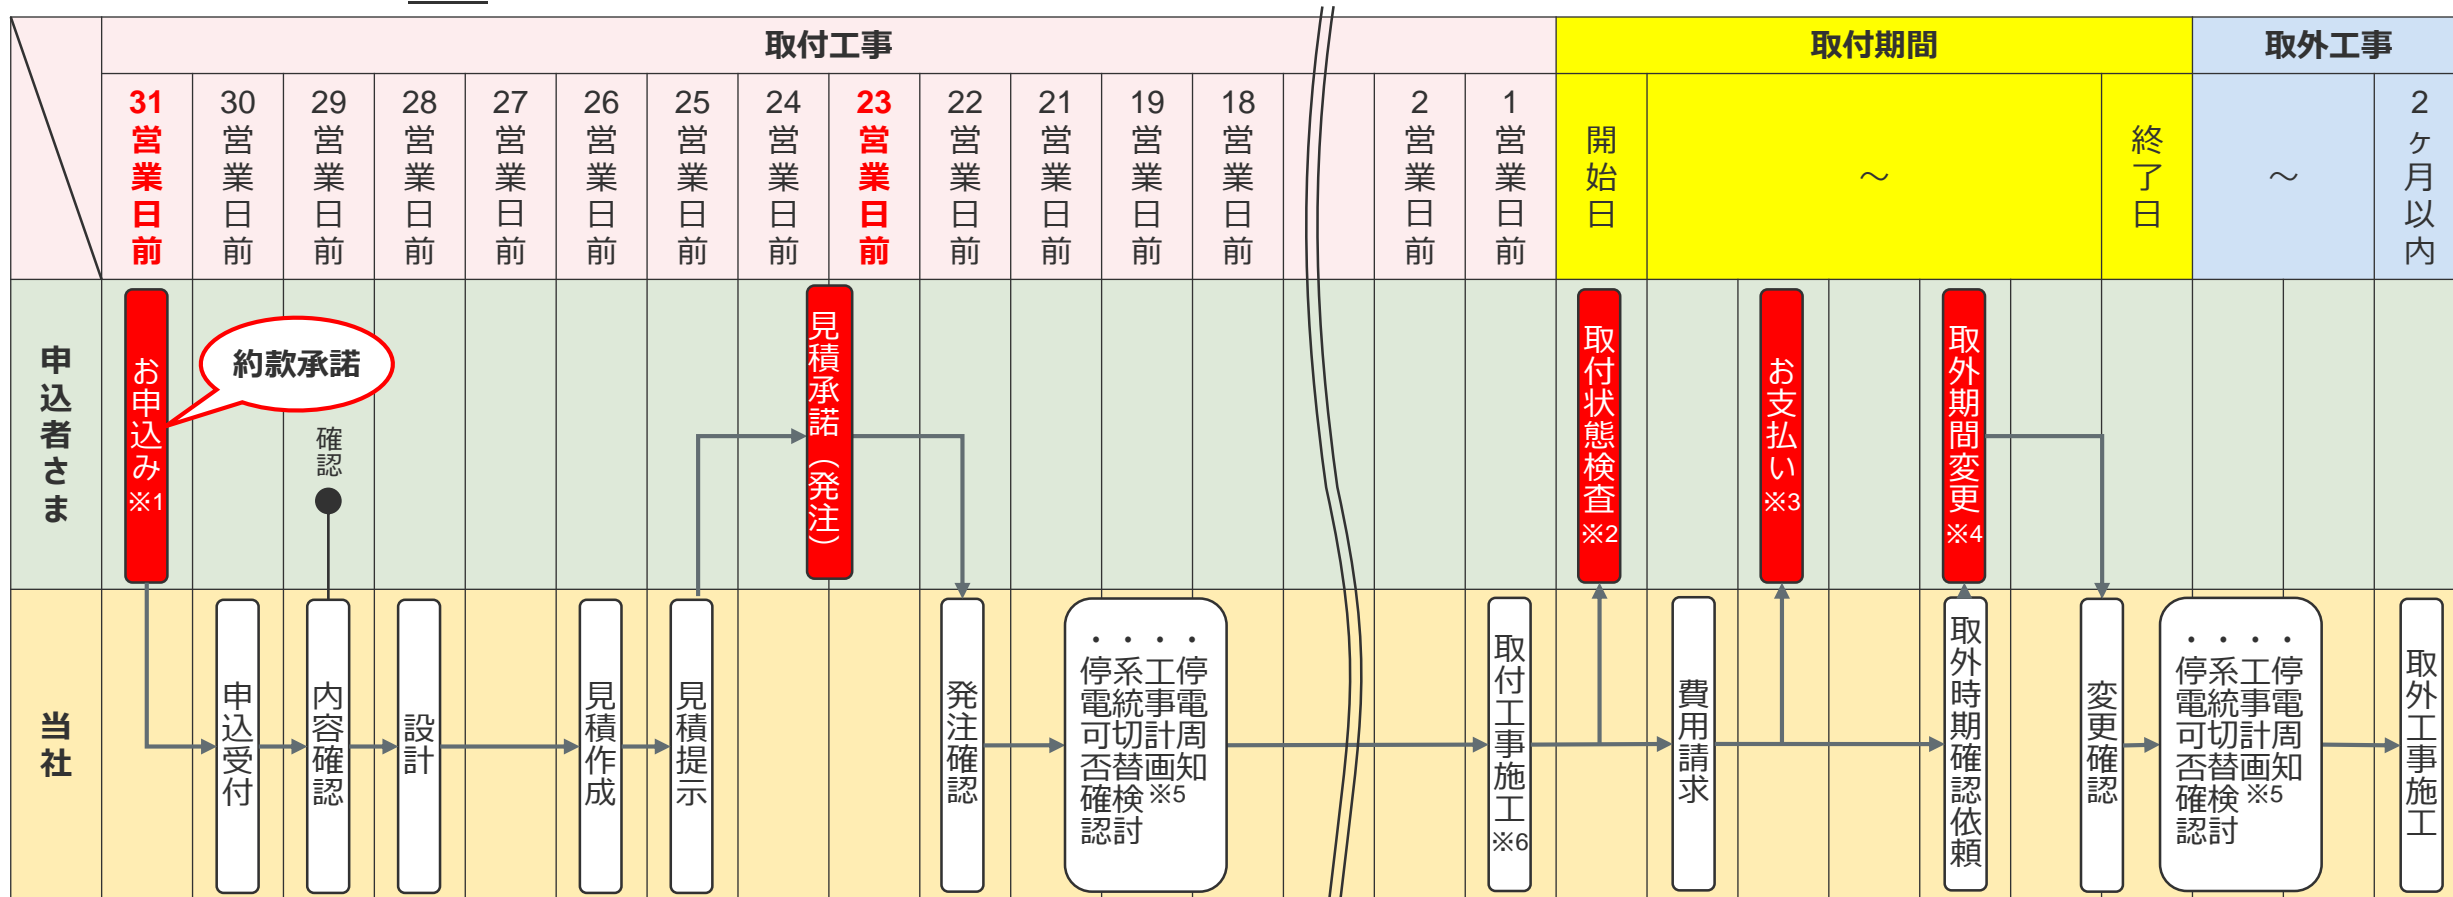 取付工事
取付期間
取外工事
31営業日前
30営業日前
29営業日前
28営業日前
27営業日前
26営業日前
25営業日前
24営業日前
23営業日前
22営業日前
21営業日前
19営業日前
18営業日前
2営業日前
1営業日前
開始日
～
終了日
～
2ヶ月以内
申込者さま
お申込み※1
約款承諾
確認
見積承諾（発注）
取付状態検査※2
お支払い※3
取外期間変更※4
当社
申込受付
内容確認
設計
見積作成
見積提示
発注確認
・停電周知
・工事計画※5
・系統切替検討
・停電可否確認
取付工事施工※6
費用請求
取外時期確認依頼
変更確認
・停電周知
・工事計画※5
・系統切替検討
・停電可否確認
取外工事施工